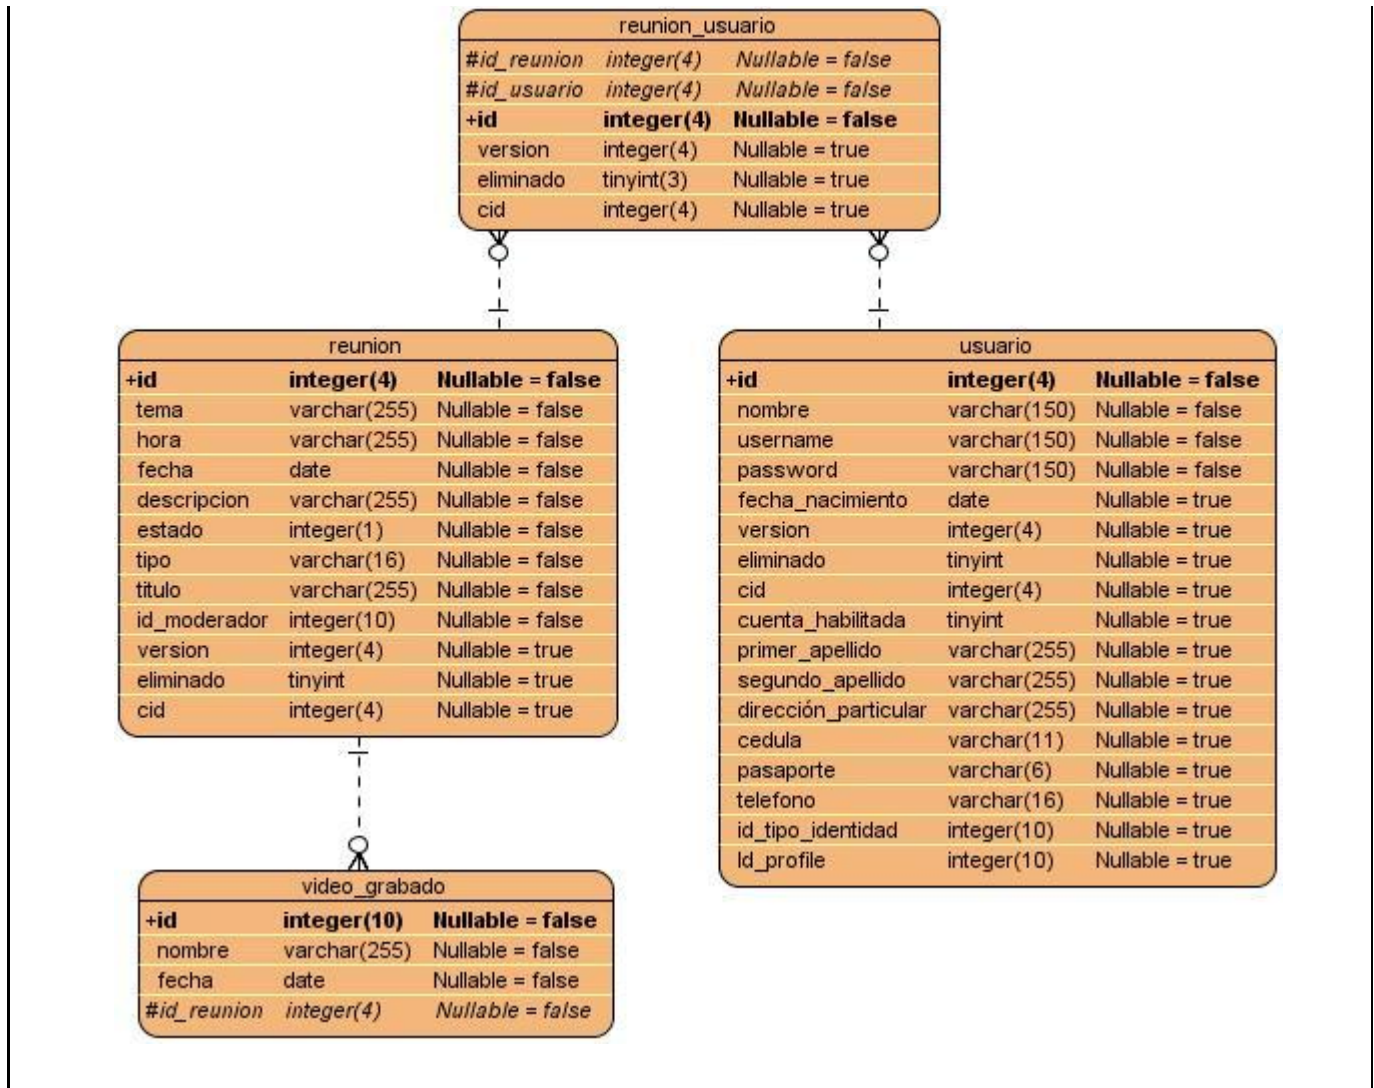 reunion_usuario
#id_reunion integer(4) Nullable = false
#id_usuario integer(4) Nullable = false
+id integer(4) Nullable = false
version integer(4) Nullable = true
eliminado tinyint(3) Nullable = true
cid integer(4) Nullable = true
reunion
+id integer(4) Nullable = false
tema varchar(255) Nullable = false
hora varchar(255) Nullable = false
fecha date Nullable = false
descripcion varchar(255) Nullable = false
estado integer(1) Nullable = false
tipo varchar(16) Nullable = false
titulo varchar(255) Nullable = false
id_moderador integer(10) Nullable = false
version integer(4) Nullable = true
eliminado tinyint Nullable = true
cid integer(4) Nullable = true
usuario
+id integer(4) Nullable = false
nombre varchar(150) Nullable = false
username varchar(150) Nullable = false
password varchar(150) Nullable = false
fecha_nacimiento date Nullable = true
version integer(4) Nullable = true
eliminado tinyint Nullable = true
cid integer(4) Nullable = true
cuenta_habilitada tinyint Nullable = true
primer_apellido varchar(255) Nullable = true
segundo_apellido varchar(255) Nullable = true
dirección_particular varchar(255) Nullable = true
cedula varchar(11) Nullable = true
pasaporte varchar(6) Nullable = true
telefono varchar(16) Nullable = true
id_tipo_identidad integer(10) Nullable = true
Id_profile integer(10) Nullable = true
video_grabado
+id integer(10) Nullable = false
nombre varchar(255) Nullable = false
fecha date Nullable = false
#id_reunion integer(4) Nullable = false